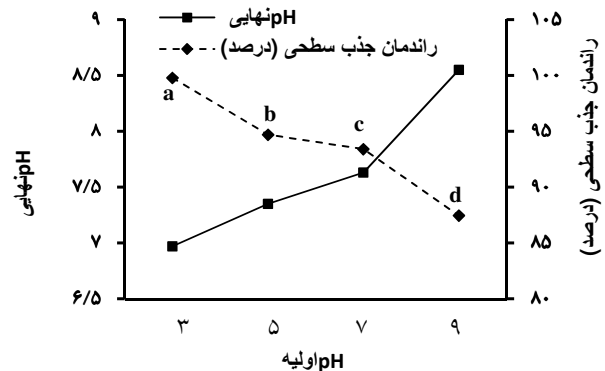 pHنهایی
راندمان جذب سطحی (درصد)
۹
۸/۵
۸
۷/۵
۷
۶/۵
pHنهایی
۱۰۵
۱۰۰
۹۵
۹۰
۸۵
۸۰
راندمان جذب سطحی (درصد)
a
b
c
d
۳ ۵ ۷ ۹
pHاولیه